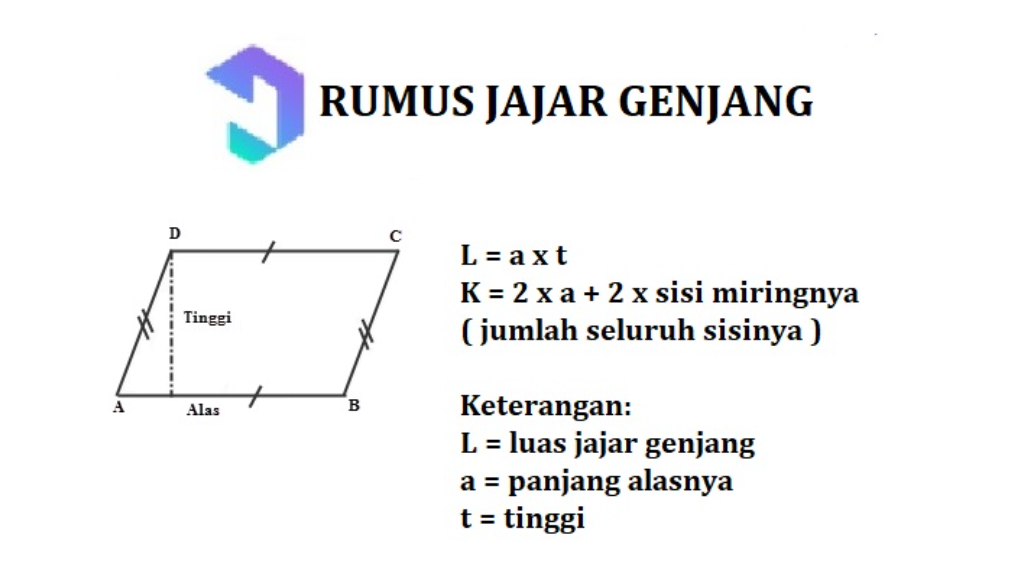 RUMUS JAJAR GENJANG
D
C
Tinggi
A
Alas
B
L = a x t
K = 2 x a + 2 x sisi miringnya
( jumlah seluruh sisinya )
Keterangan:
L = luas jajar genjang
a = panjang alasnya
t = tinggi